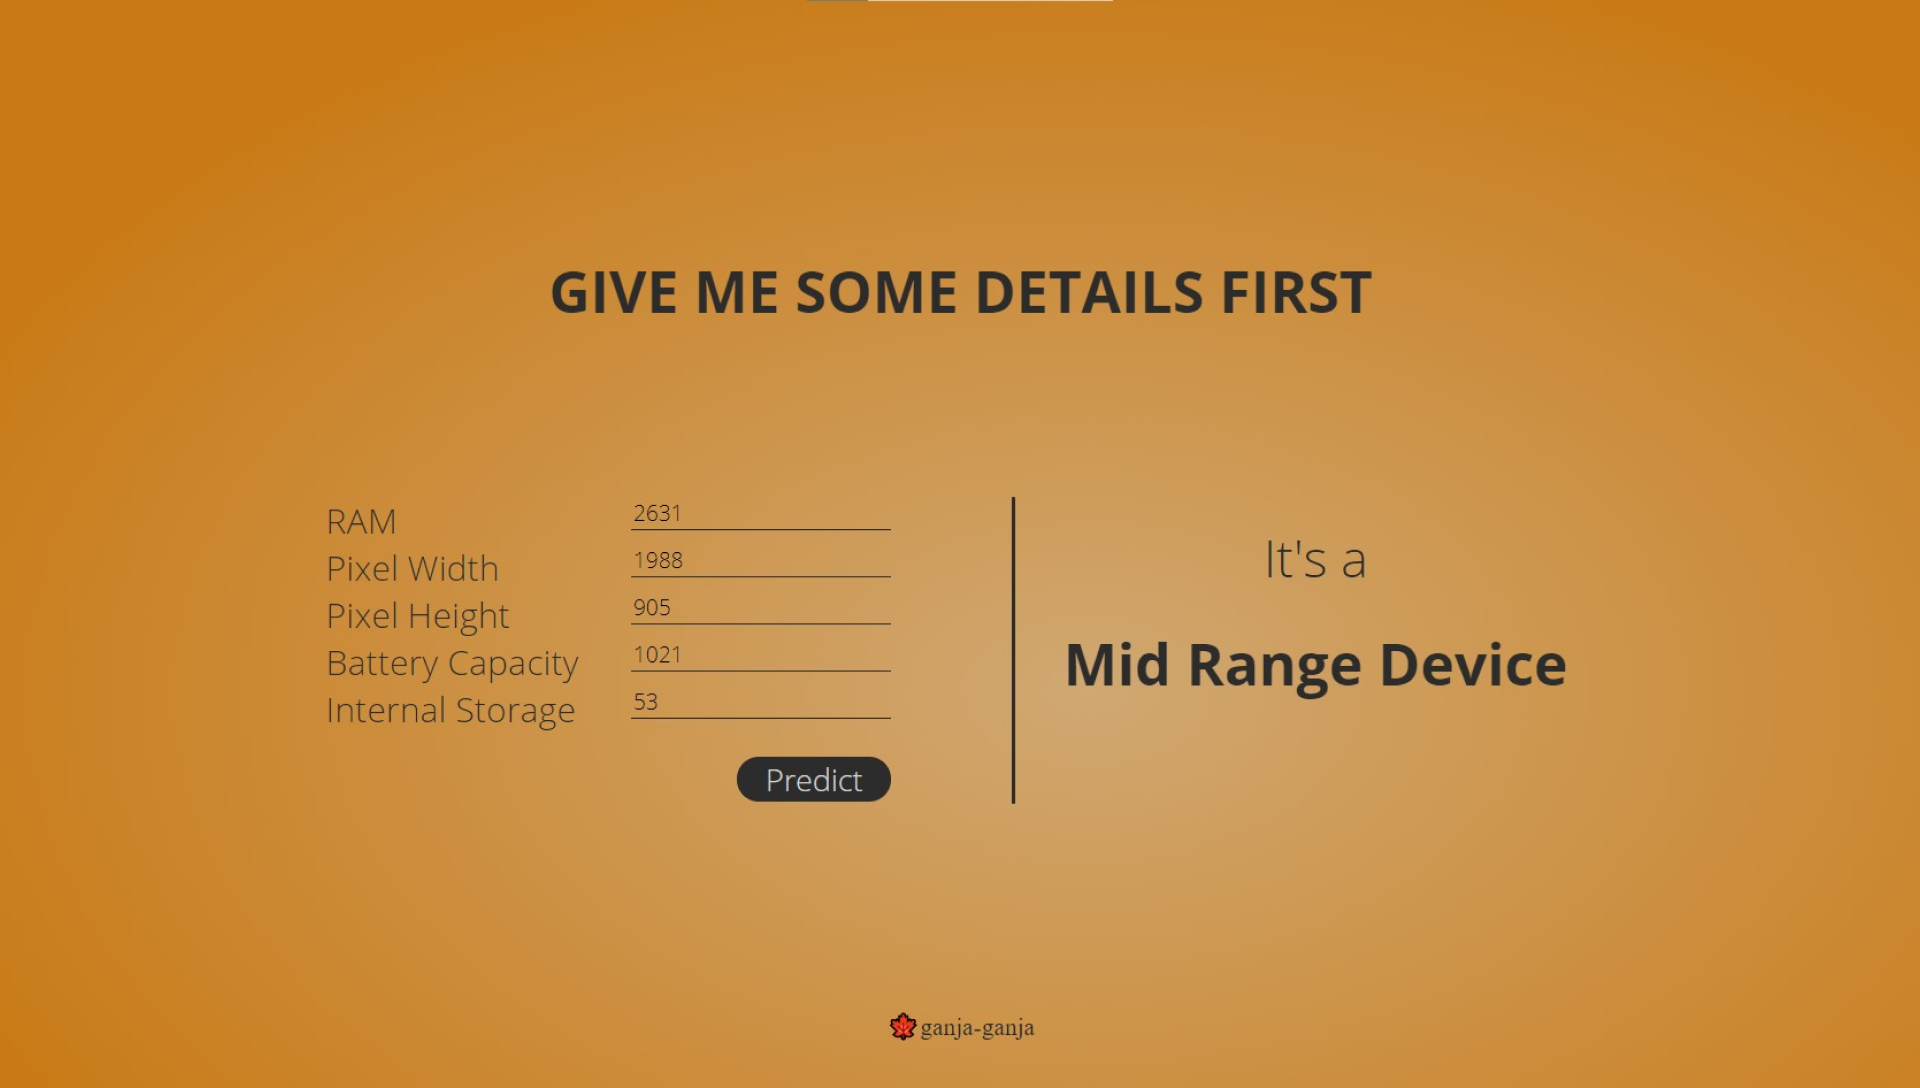 GIVE ME SOME DETAILS FIRST
RAM 2631
Pixel Width 1988
Pixel Height 905
Battery Capacity 1021
Internal Storage 53
Predict
It's a
Mid Range Device
ganja-ganja